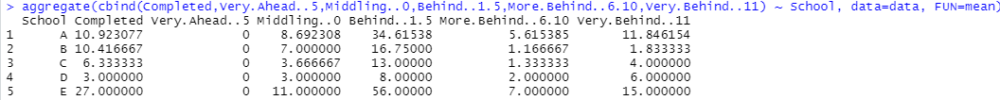 > aggregate(cbind(Completed,Very.Ahead..5,Middling..0,Behind..1.5,More.Behind..6.10,Very.Behind..11) ~ School, data=data, FUN=mean)
School Completed Very.Ahead..5 Middling..0 Behind..1.5 More.Behind..6.10 Very.Behind..11
1 A 10.923077 0 8.692308 34.61538 5.615385 11.846154
2 B 10.416667 0 7.000000 16.75000 1.166667 1.833333
3 C 6.333333 0 3.666667 13.00000 1.333333 4.000000
4 D 3.000000 0 3.000000 8.00000 2.000000 6.000000
5 E 27.000000 0 11.000000 56.00000 7.000000 15.000000